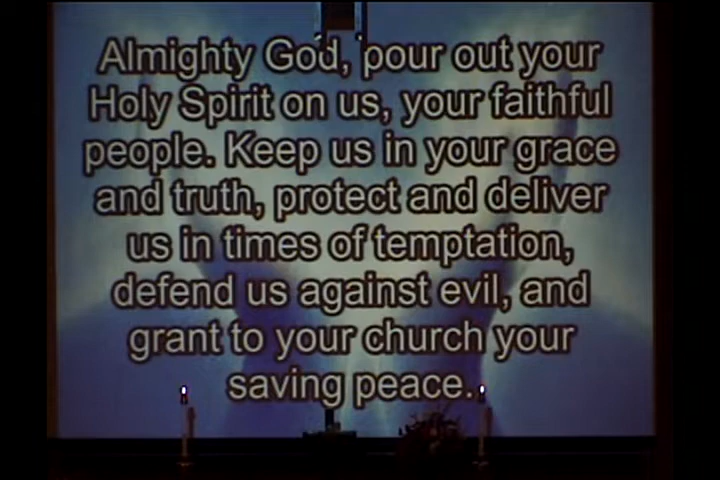 Almighty God, pour out your
Holy Spirit on us, your faithful
people. Keep us in your grace
and truth, protect and deliver
us in times of temptation,
defend us against evil, and
grant to your church your
saving peace.